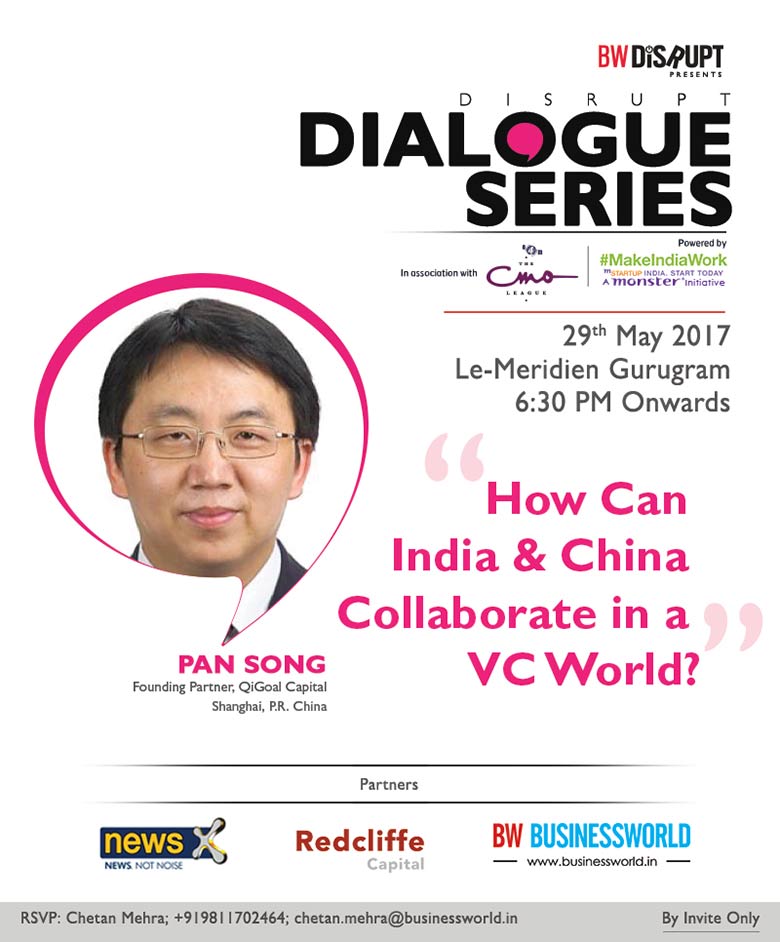 BW DISRUPT
PRESENTS
DISRUPT
DIALOGUE
SERIES
Powered by
In association with
THE
CMO
LEAGUE
#MakeIndiaWork
STARTUP INDIA, START TODAY
A monster Initiative
29th May 2017
Le-Meridien Gurugram
6:30 PM Onwards
“How Can
India & China
Collaborate in a
VC World?”
PAN SONG
Founding Partner, QiGoal Capital
Shanghai, P.R. China
Partners
news X
NEWS. NOT NOISE
Redcliffe
Capital
BW BUSINESSWORLD
www.businessworld.in
RSVP: Chetan Mehra; +919811702464; chetan.mehra@businessworld.in
By Invite Only